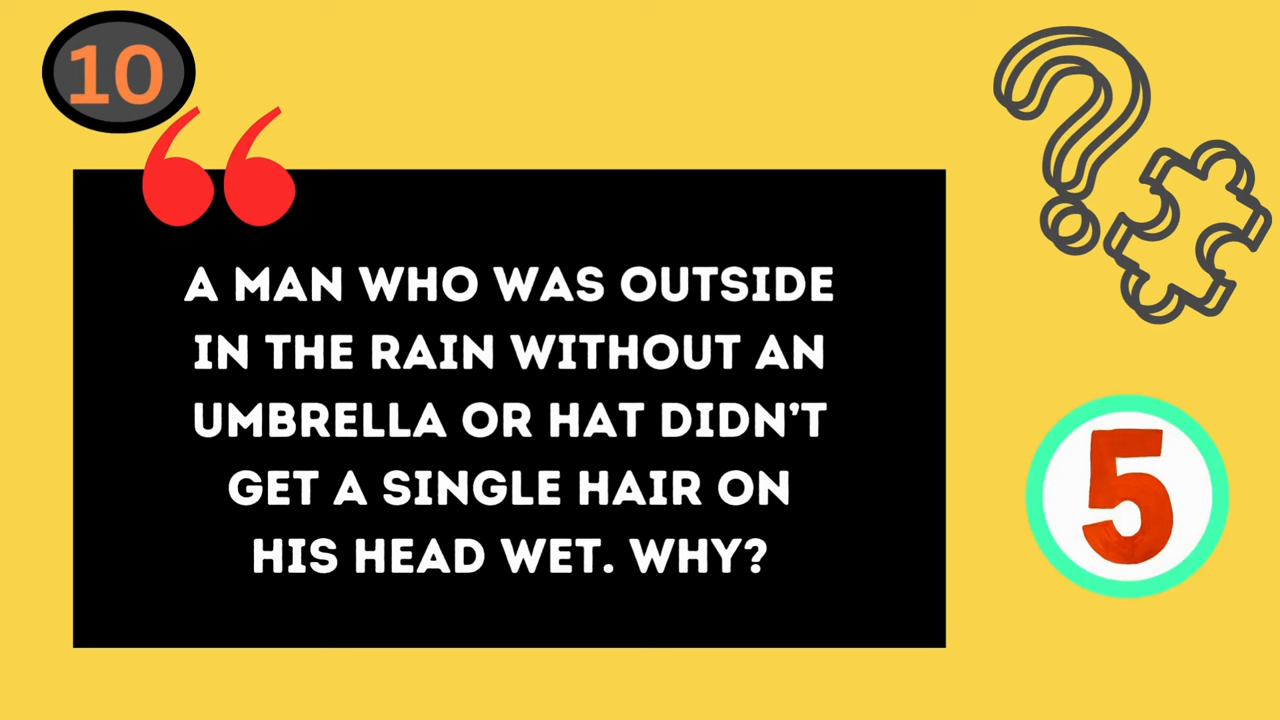 10
“
A MAN WHO WAS OUTSIDE
IN THE RAIN WITHOUT AN
UMBRELLA OR HAT DIDN’T
GET A SINGLE HAIR ON
HIS HEAD WET. WHY?
?
5